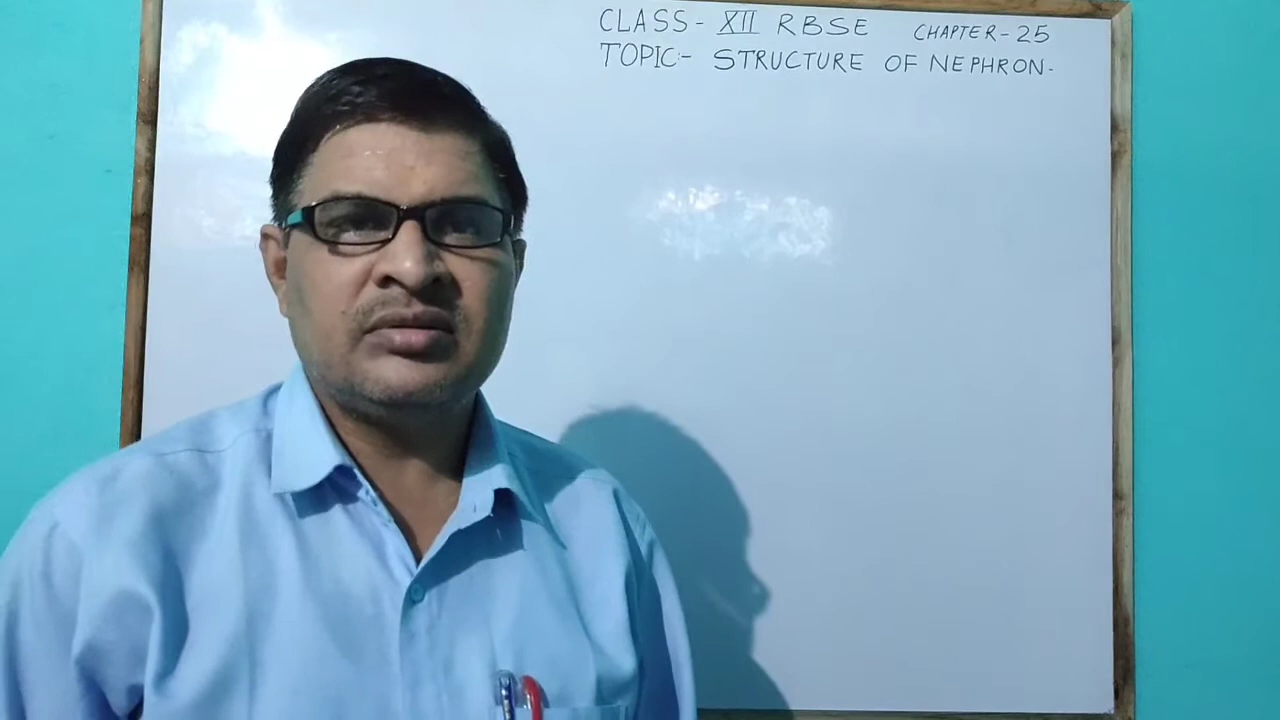 CLASS- XII RBSE CHAPTER-25
TOPIC:- STRUCTURE OF NEPHRON.